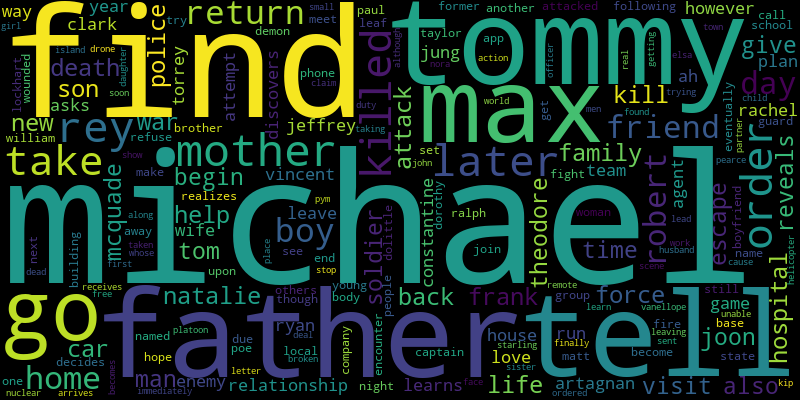 find
tommy
michael
father
tell
go
max
mother
killed
rey
order
take
later
friend
day
boy
return
home
war
death
son
new
police
clark
year
way
torrey
jeffrey
attempt
discovers
demon
asks
leaf
paul
call
former
another
following
however
although
attacked
taylor
app
action
school
meet
small
try
girl
island
drone
phone
claim
daughter
soon
lockhart
wounded
william
refuse
brother
duty
taking
attack
jung
ah
give
plan
kill
rachel
guard
town
elsa
nora
officer
real
getting
trying
child
partner
pearce
eventually
found
men
world
get
set
john
family
team
fight
reveals
escape
agent
robert
time
name
boyfriend
woman
lead
work
husband
scene
cause
still
helicopter
hospital
begin
vincent
realizes
make
show
help
wife
tom
upon
leave
see
end
stop
pym
place
mcquade
along
away
taken
whose
first
next
dead
building
receives
free
natalie
car
decides
named
platoon
ryan
poe
due
deal
hope
man
enemy
letter
immediately
relationship
becomes
arrives
nuclear
one
others
though
local
broken
house
company
night
learns
soldier
people
dolittle
constantine
dorothy
ralph
join
theodore
back
frank
young
body
encounter
captain
starling
sister
love
run
matt
face
life
remote
group
finally
ordered
force
fire
become
artagnan
learn
vanellope
unable
leaving
sent
game
base
state
joon
visit
also
kip